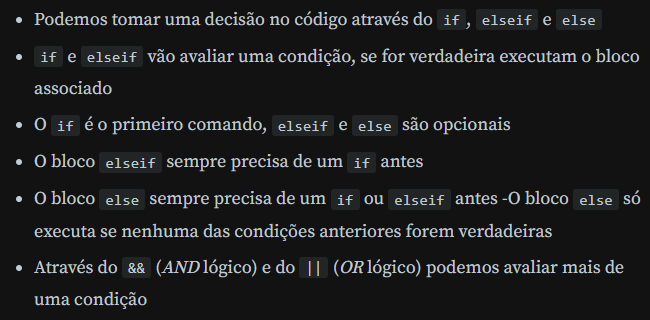 Podemos tomar uma decisão no código através do if, elseif e else
if e elseif vão avaliar uma condição, se for verdadeira executam o bloco
associado
O if é o primeiro comando, elseif e else são opcionais
O bloco elseif sempre precisa de um if antes
O bloco else sempre precisa de um if ou elseif antes -O bloco else só
executa se nenhuma das condições anteriores forem verdadeiras
Através do && (AND lógico) e do || (OR lógico) podemos avaliar mais de
uma condição